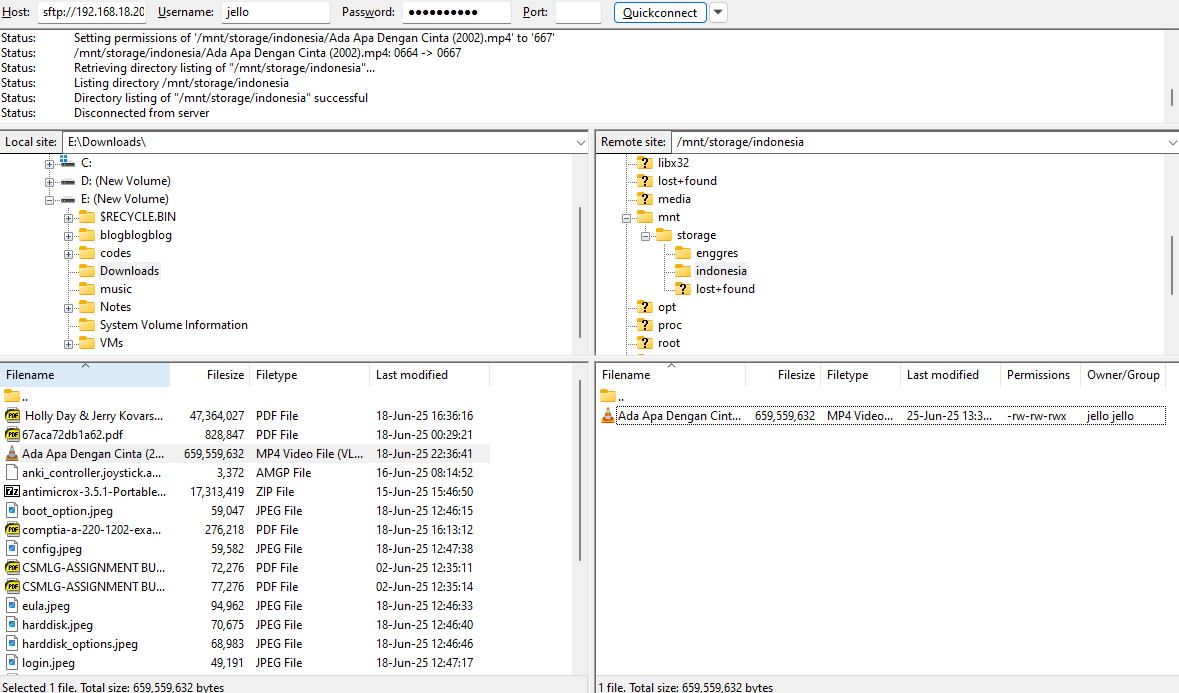 Host: sftp://192.168.18.20 Username: jello Password: ●●●●●●●●●● Port: Quickconnect
Status: Setting permissions of '/mnt/storage/indonesia/Ada Apa Dengan Cinta (2002).mp4' to '667'
Status: /mnt/storage/indonesia/Ada Apa Dengan Cinta (2002).mp4: 0664 -> 0667
Status: Retrieving directory listing of "/mnt/storage/indonesia"...
Status: Listing directory /mnt/storage/indonesia
Status: Directory listing of "/mnt/storage/indonesia" successful
Status: Disconnected from server
Local site: E:\Downloads\
C:
D: (New Volume)
E: (New Volume)
$RECYCLE.BIN
blogblogblog
codes
Downloads
music
Notes
System Volume Information
VMs
Remote site: /mnt/storage/indonesia
libx32
lost+found
media
mnt
storage
enggres
indonesia
lost+found
opt
proc
root
Filename Filesize Filetype Last modified
..
Holly Day & Jerry Kovars... 47,364,027 PDF File 18-Jun-25 16:36:16
67aca72db1a62.pdf 828,847 PDF File 18-Jun-25 00:29:21
Ada Apa Dengan Cinta (2... 659,559,632 MP4 Video File (VL... 18-Jun-25 22:36:41
anki_controller.joystick.a... 3,372 AMGP File 16-Jun-25 08:14:52
antimicrox-3.5.1-Portable... 17,313,419 ZIP File 15-Jun-25 15:46:50
boot_option.jpeg 59,047 JPEG File 18-Jun-25 12:46:15
comptia-a-220-1202-exa... 276,218 PDF File 18-Jun-25 16:13:12
config.jpeg 59,582 JPEG File 18-Jun-25 12:47:38
CSMLG-ASSIGNMENT BU... 72,276 PDF File 02-Jun-25 12:35:11
CSMLG-ASSIGNMENT BU... 77,276 PDF File 02-Jun-25 12:35:14
eula.jpeg 94,962 JPEG File 18-Jun-25 12:46:33
harddisk.jpeg 70,675 JPEG File 18-Jun-25 12:46:40
harddisk_options.jpeg 68,983 JPEG File 18-Jun-25 12:46:46
login.jpeg 49,191 JPEG File 18-Jun-25 12:47:17
Selected 1 file. Total size: 659,559,632 bytes
Filename Filesize Filetype Last modified Permissions Owner/Group
..
Ada Apa Dengan Cint... 659,559,632 MP4 Video... 25-Jun-25 13:3... -rw-rw-rwx jello jello
1 file. Total size: 659,559,632 bytes